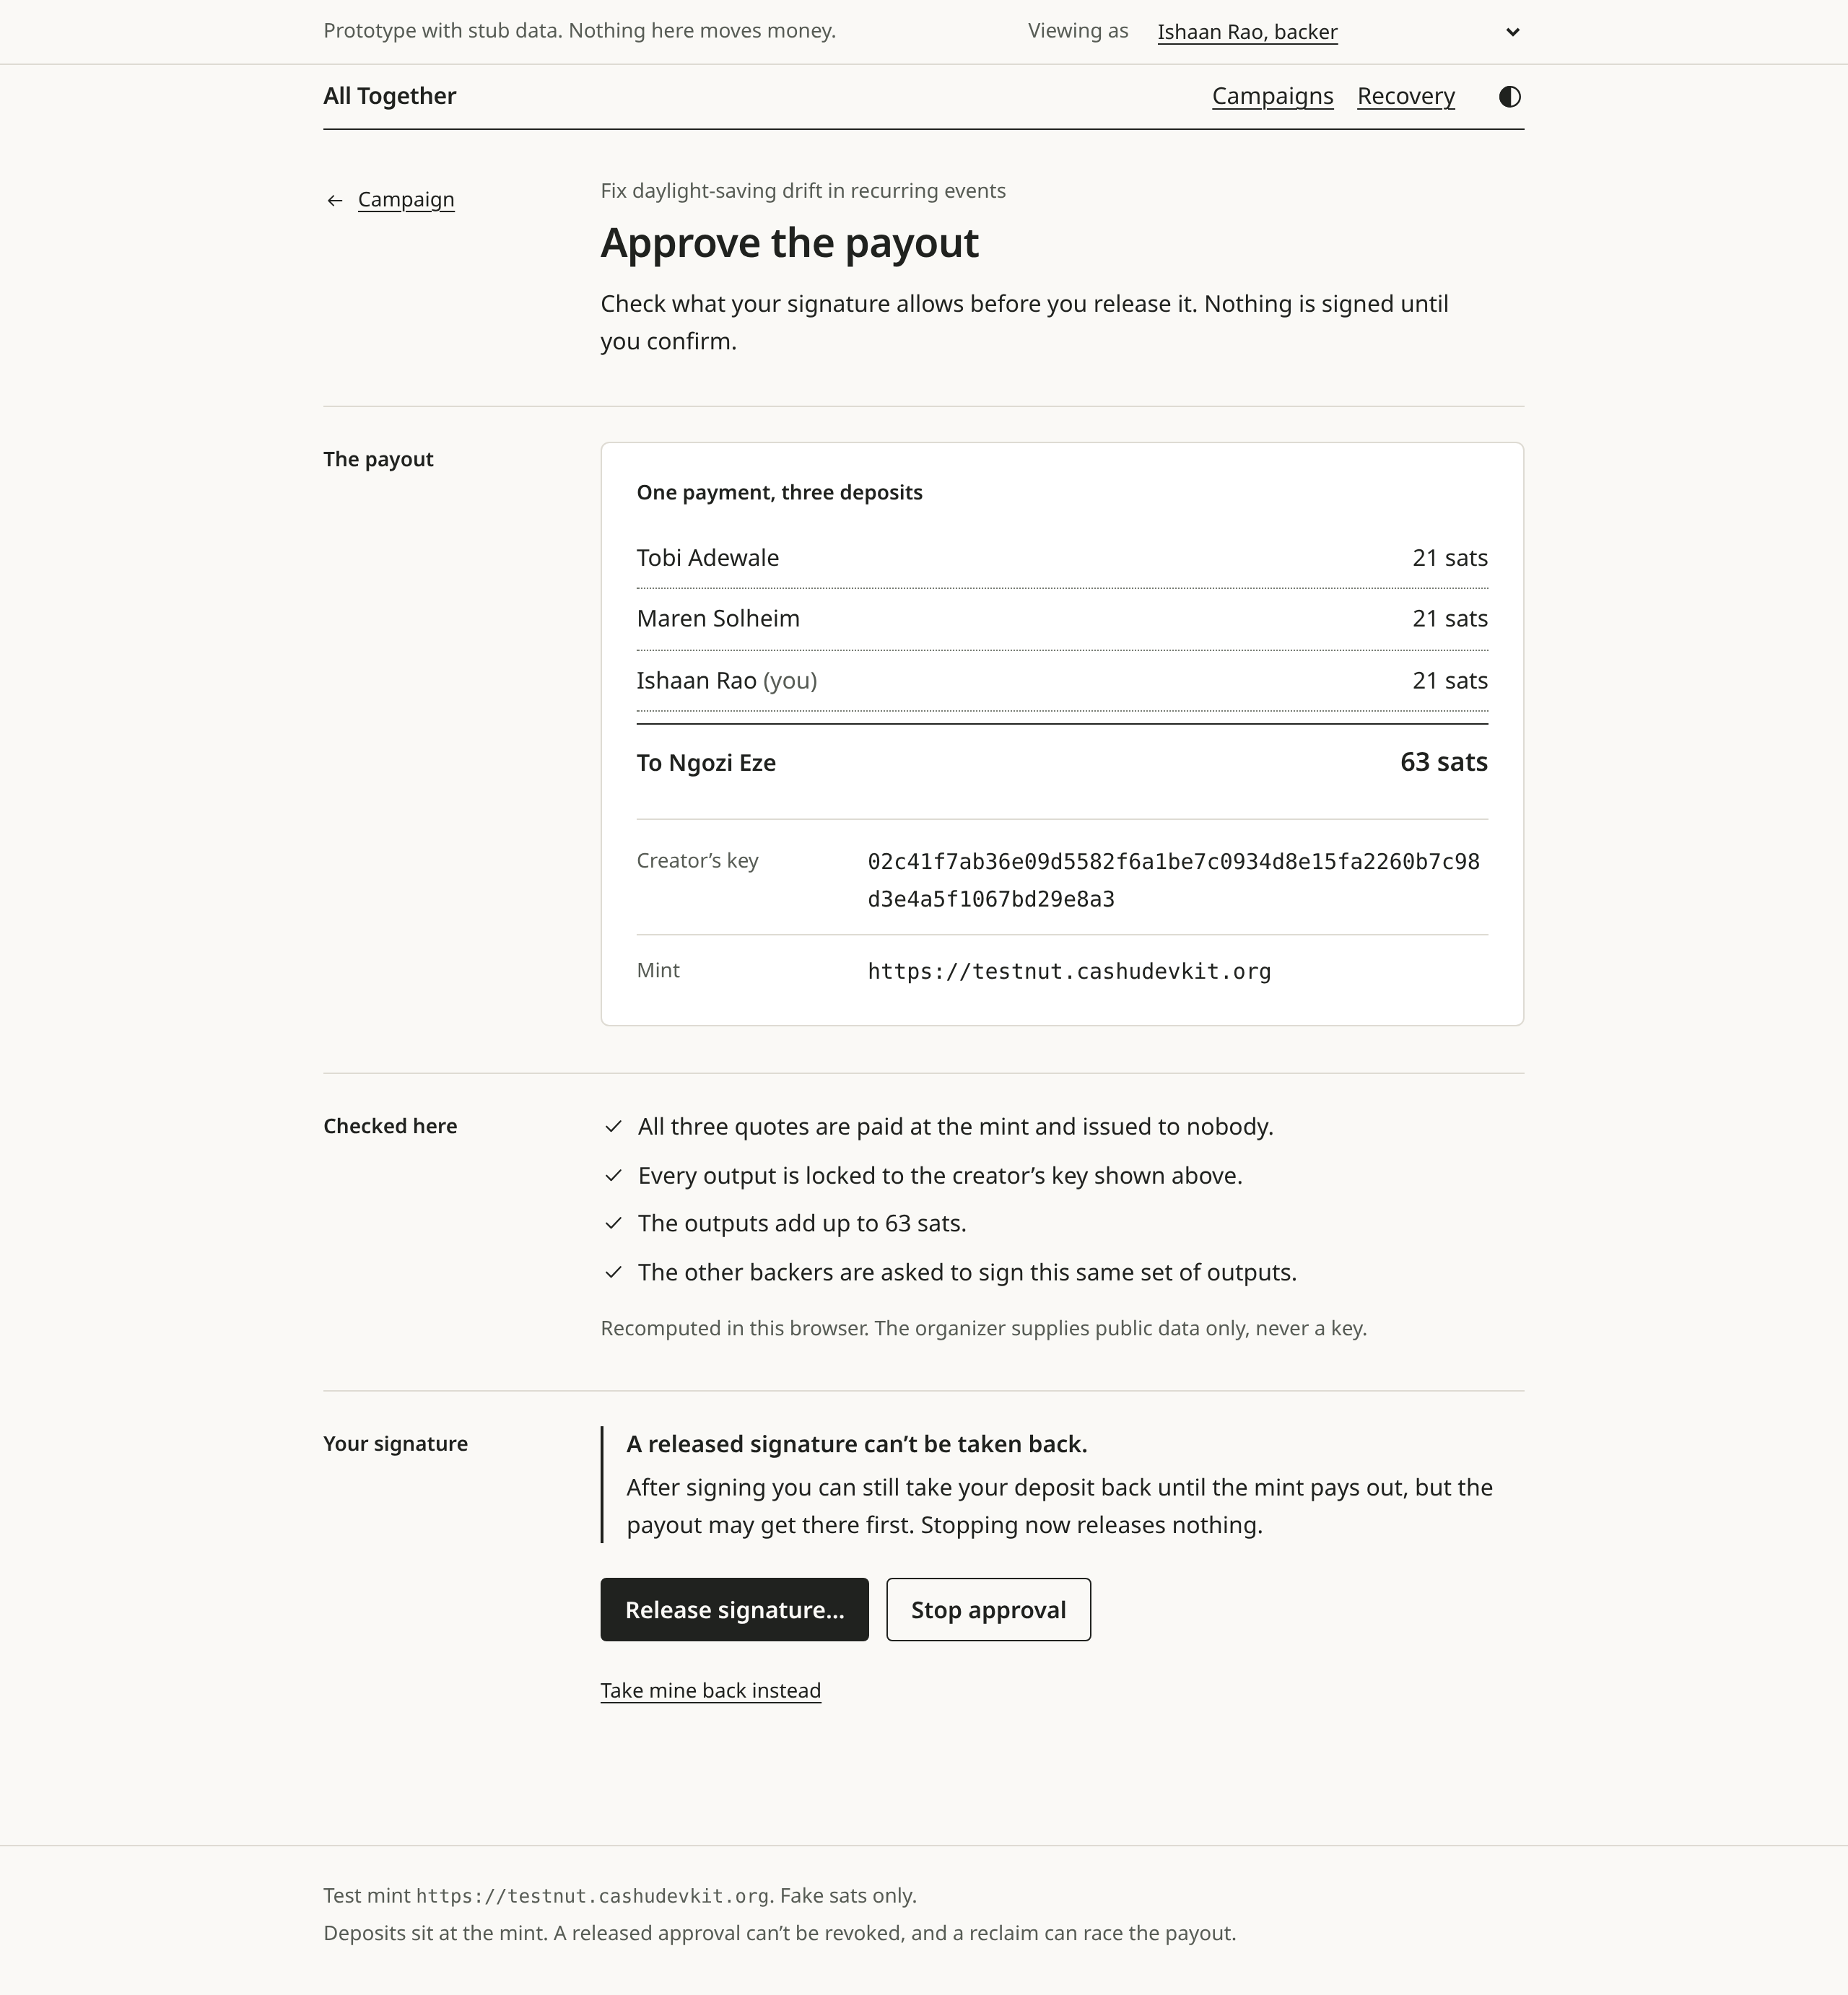 Prototype with stub data. Nothing here moves money.
Viewing as Ishaan Rao, backer
All Together
Campaigns Recovery
← Campaign
Fix daylight-saving drift in recurring events
Approve the payout
Check what your signature allows before you release it. Nothing is signed until
you confirm.
The payout
One payment, three deposits
Tobi Adewale 21 sats
Maren Solheim 21 sats
Ishaan Rao (you) 21 sats
To Ngozi Eze 63 sats
Creator’s key 02c41f7ab36e09d5582f6a1be7c0934d8e15fa2260b7c98
d3e4a5f1067bd29e8a3
Mint https://testnut.cashudevkit.org
Checked here
All three quotes are paid at the mint and issued to nobody.
Every output is locked to the creator’s key shown above.
The outputs add up to 63 sats.
The other backers are asked to sign this same set of outputs.
Recomputed in this browser. The organizer supplies public data only, never a key.
Your signature
A released signature can’t be taken back.
After signing you can still take your deposit back until the mint pays out, but the
payout may get there first. Stopping now releases nothing.
Release signature… Stop approval
Take mine back instead
Test mint https://testnut.cashudevkit.org. Fake sats only.
Deposits sit at the mint. A released approval can’t be revoked, and a reclaim can race the payout.